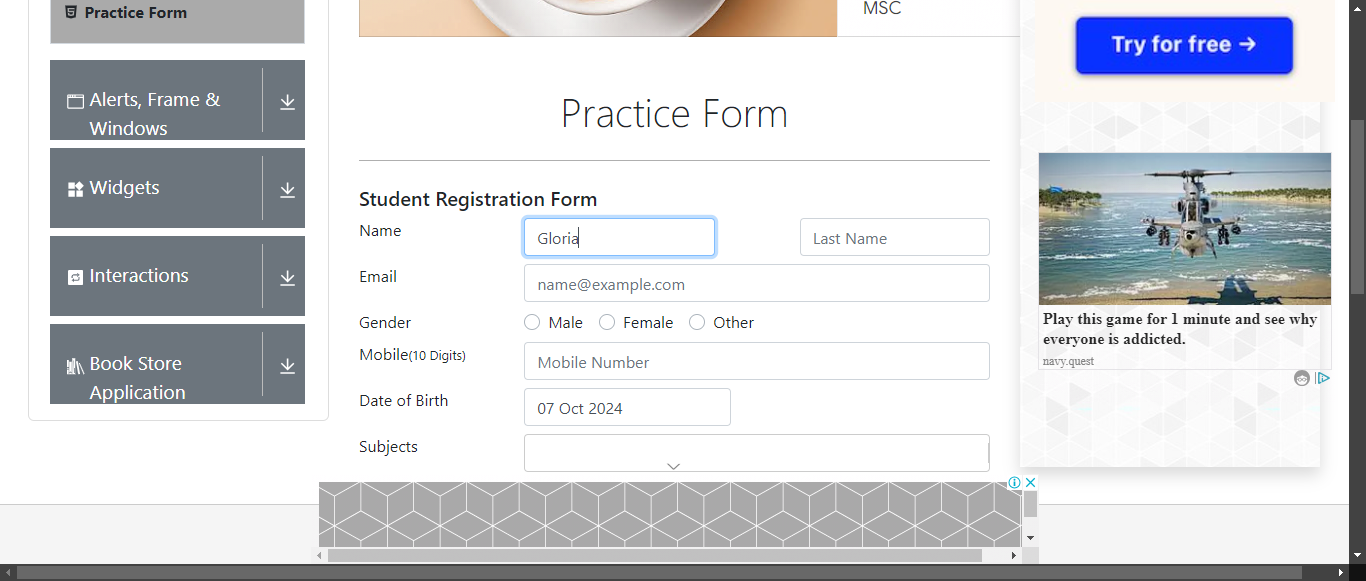 Practice Form
Alerts, Frame &
Windows
Widgets
Interactions
Book Store
Application
MSC
Practice Form
Student Registration Form
Name
Gloria
Last Name
Email
name@example.com
Gender
Male
Female
Other
Mobile(10 Digits)
Mobile Number
Date of Birth
07 Oct 2024
Subjects
Try for free →
Play this game for 1 minute and see why
everyone is addicted.
navy.quest